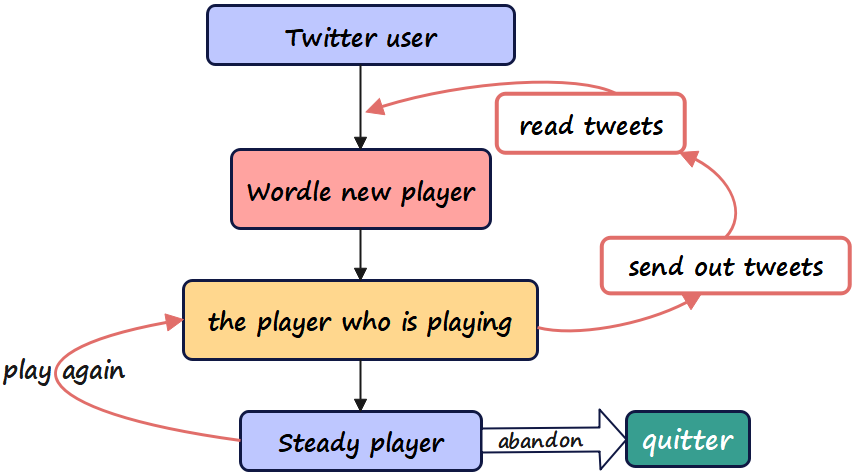 Twitter user
read tweets
Wordle new player
send out tweets
the player who is playing
play again
Steady player
abandon
quitter